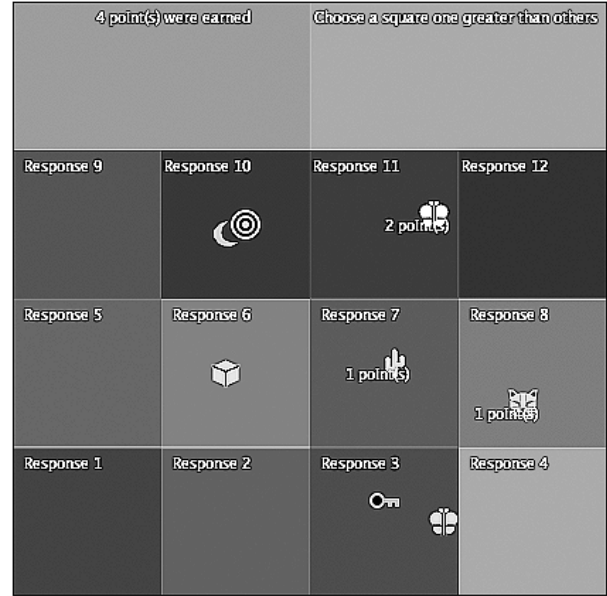 4 point(s) were earned
Choose a square one greater than others
Response 9
Response 10
Response 11
Response 12
2 point(s)
Response 5
Response 6
Response 7
Response 8
1 point(s)
1 point(s)
Response 1
Response 2
Response 3
Response 4